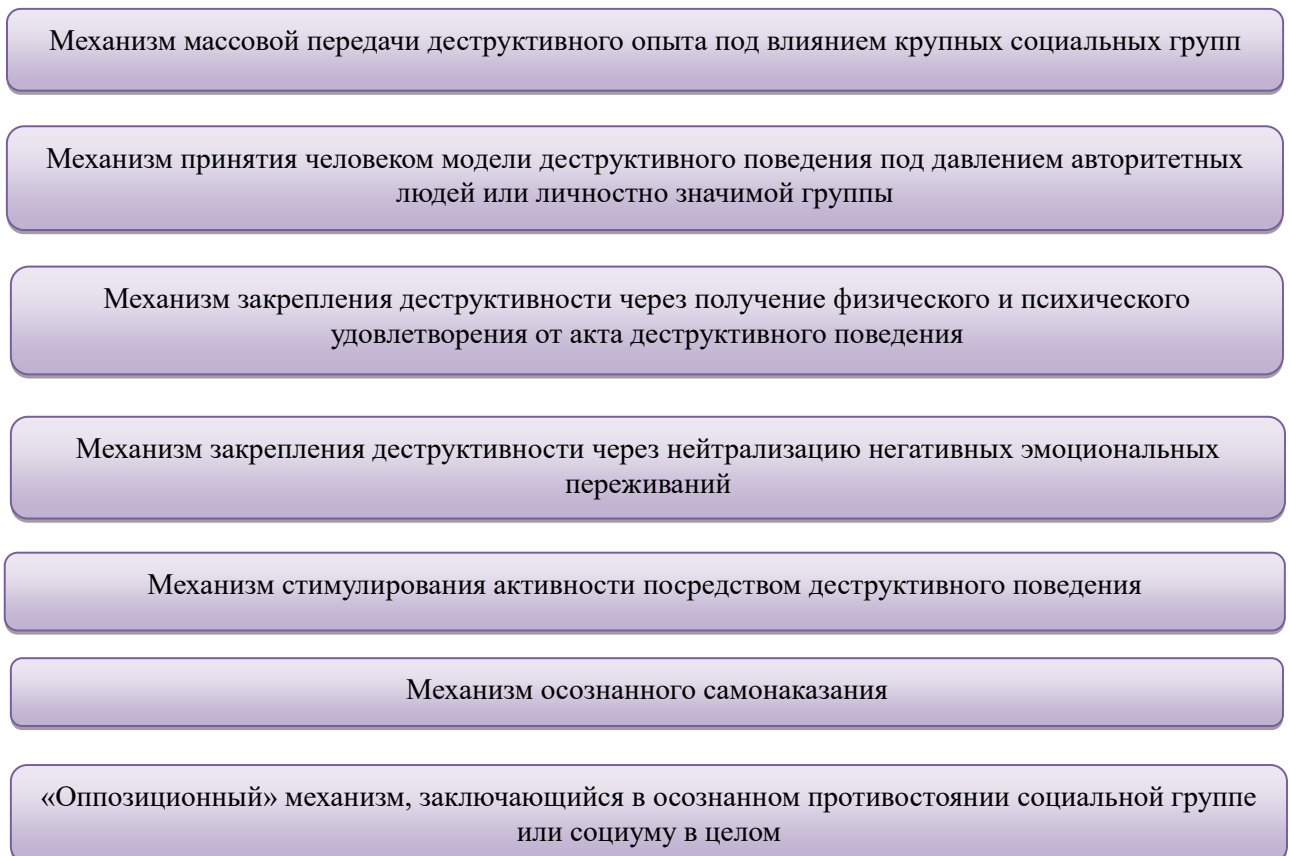 Механизм массовой передачи деструктивного опыта под влиянием крупных социальных групп
Механизм принятия человеком модели деструктивного поведения под давлением авторитетных
людей или личностно значимой группы
Механизм закрепления деструктивности через получение физического и психического
удовлетворения от акта деструктивного поведения
Механизм закрепления деструктивности через нейтрализацию негативных эмоциональных
переживаний
Механизм стимулирования активности посредством деструктивного поведения
Механизм осознанного самонаказания
«Оппозиционный» механизм, заключающийся в осознанном противостоянии социальной группе
или социуму в целом